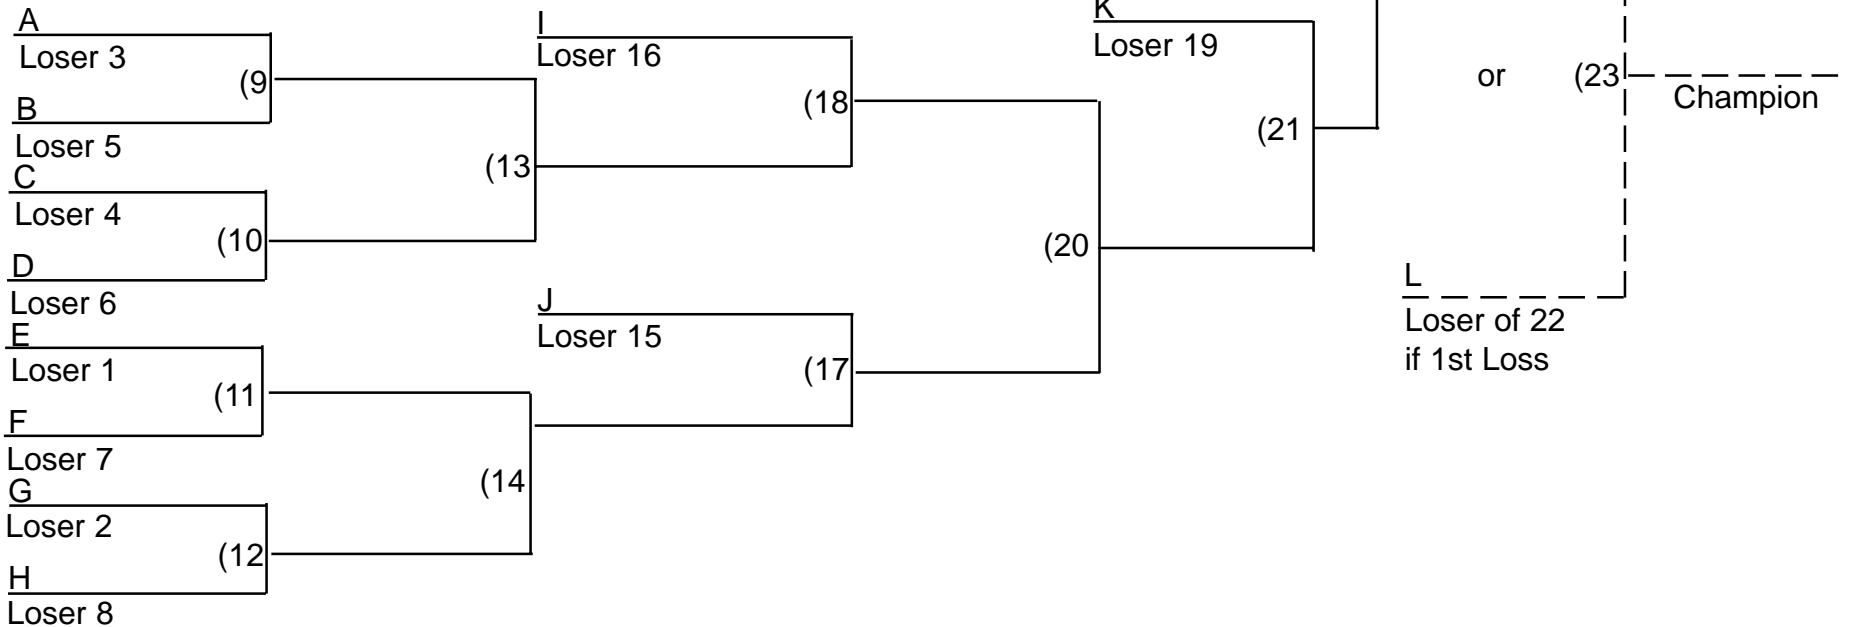 A
Loser 3
(9
B
Loser 5
C
Loser 4
(10
D
Loser 6
E
Loser 1
(11
F
Loser 7
G
Loser 2
(12
H
Loser 8
(13
(14
I
Loser 16
(18
J
Loser 15
(17
(20
K
Loser 19
(21
or
(23
Champion
L
Loser of 22
if 1st Loss